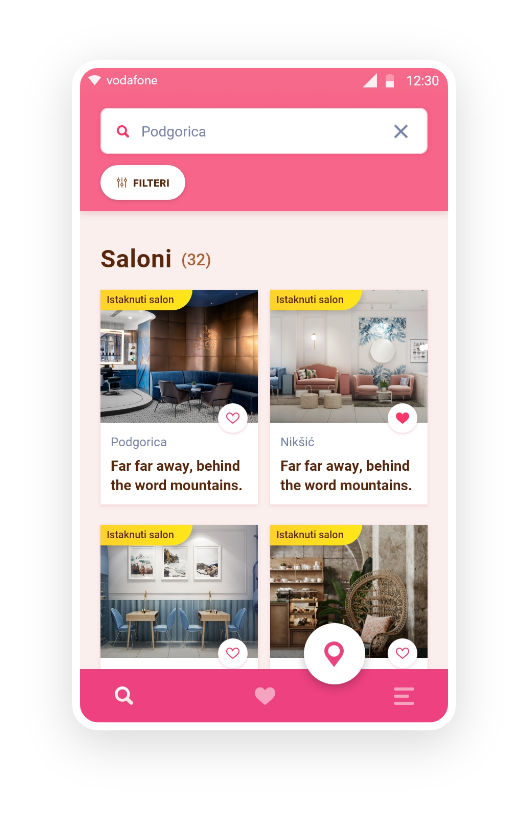 vodafone 12:30
Podgorica
FILTERI
Saloni (32)
Istaknuti salon
Podgorica
Far far away, behind
the word mountains.
Istaknuti salon
Nikšić
Far far away, behind
the word mountains.
Istaknuti salon
Istaknuti salon